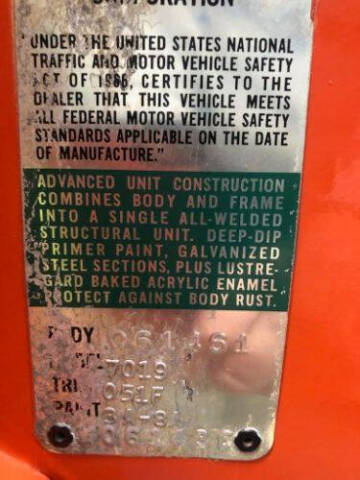 CORPORATION
"UNDER THE UNITED STATES NATIONAL
TRAFFIC AND MOTOR VEHICLE SAFETY
ACT OF 1966, CERTIFIES TO THE
DEALER THAT THIS VEHICLE MEETS
ALL FEDERAL MOTOR VEHICLE SAFETY
STANDARDS APPLICABLE ON THE DATE
OF MANUFACTURE."
ADVANCED UNIT CONSTRUCTION
COMBINES BODY AND FRAME
INTO A SINGLE ALL-WELDED
STRUCTURAL UNIT. DEEP-DIP
PRIMER PAINT, GALVANIZED
STEEL SECTIONS, PLUS LUSTRE-
GARD BAKED ACRYLIC ENAMEL
PROTECT AGAINST BODY RUST.
BODY
7019
TRIM 051F
PAINT